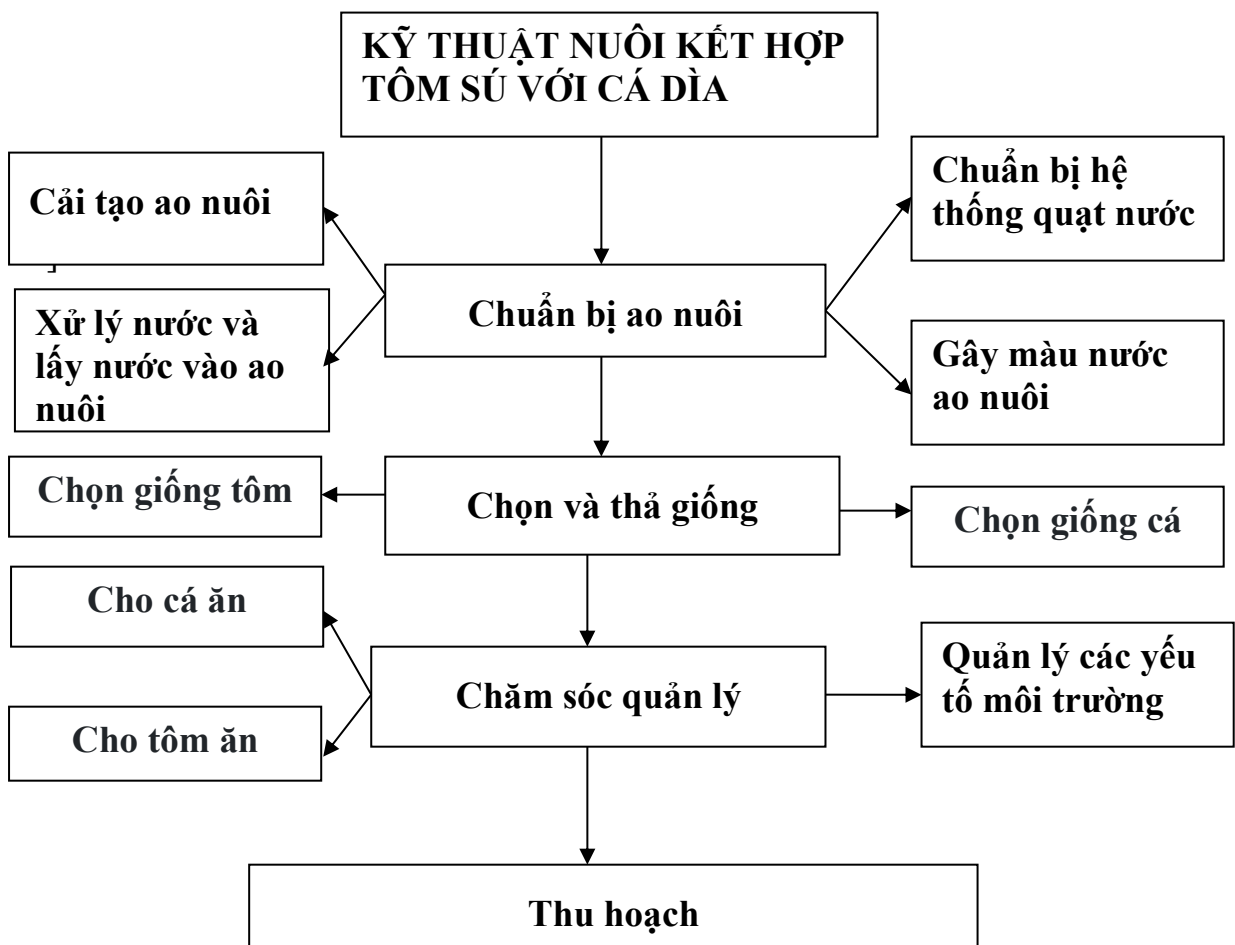 KỸ THUẬT NUÔI KẾT HỢP
TÔM SÚ VỚI CÁ DÌA
Cải tạo ao nuôi
Chuẩn bị hệ
thống quạt nước
Chuẩn bị ao nuôi
Xử lý nước và
lấy nước vào ao
nuôi
Gây màu nước
ao nuôi
Chọn giống tôm
Chọn và thả giống
Chọn giống cá
Cho cá ăn
Chăm sóc quản lý
Quản lý các yếu
tố môi trường
Cho tôm ăn
Thu hoạch